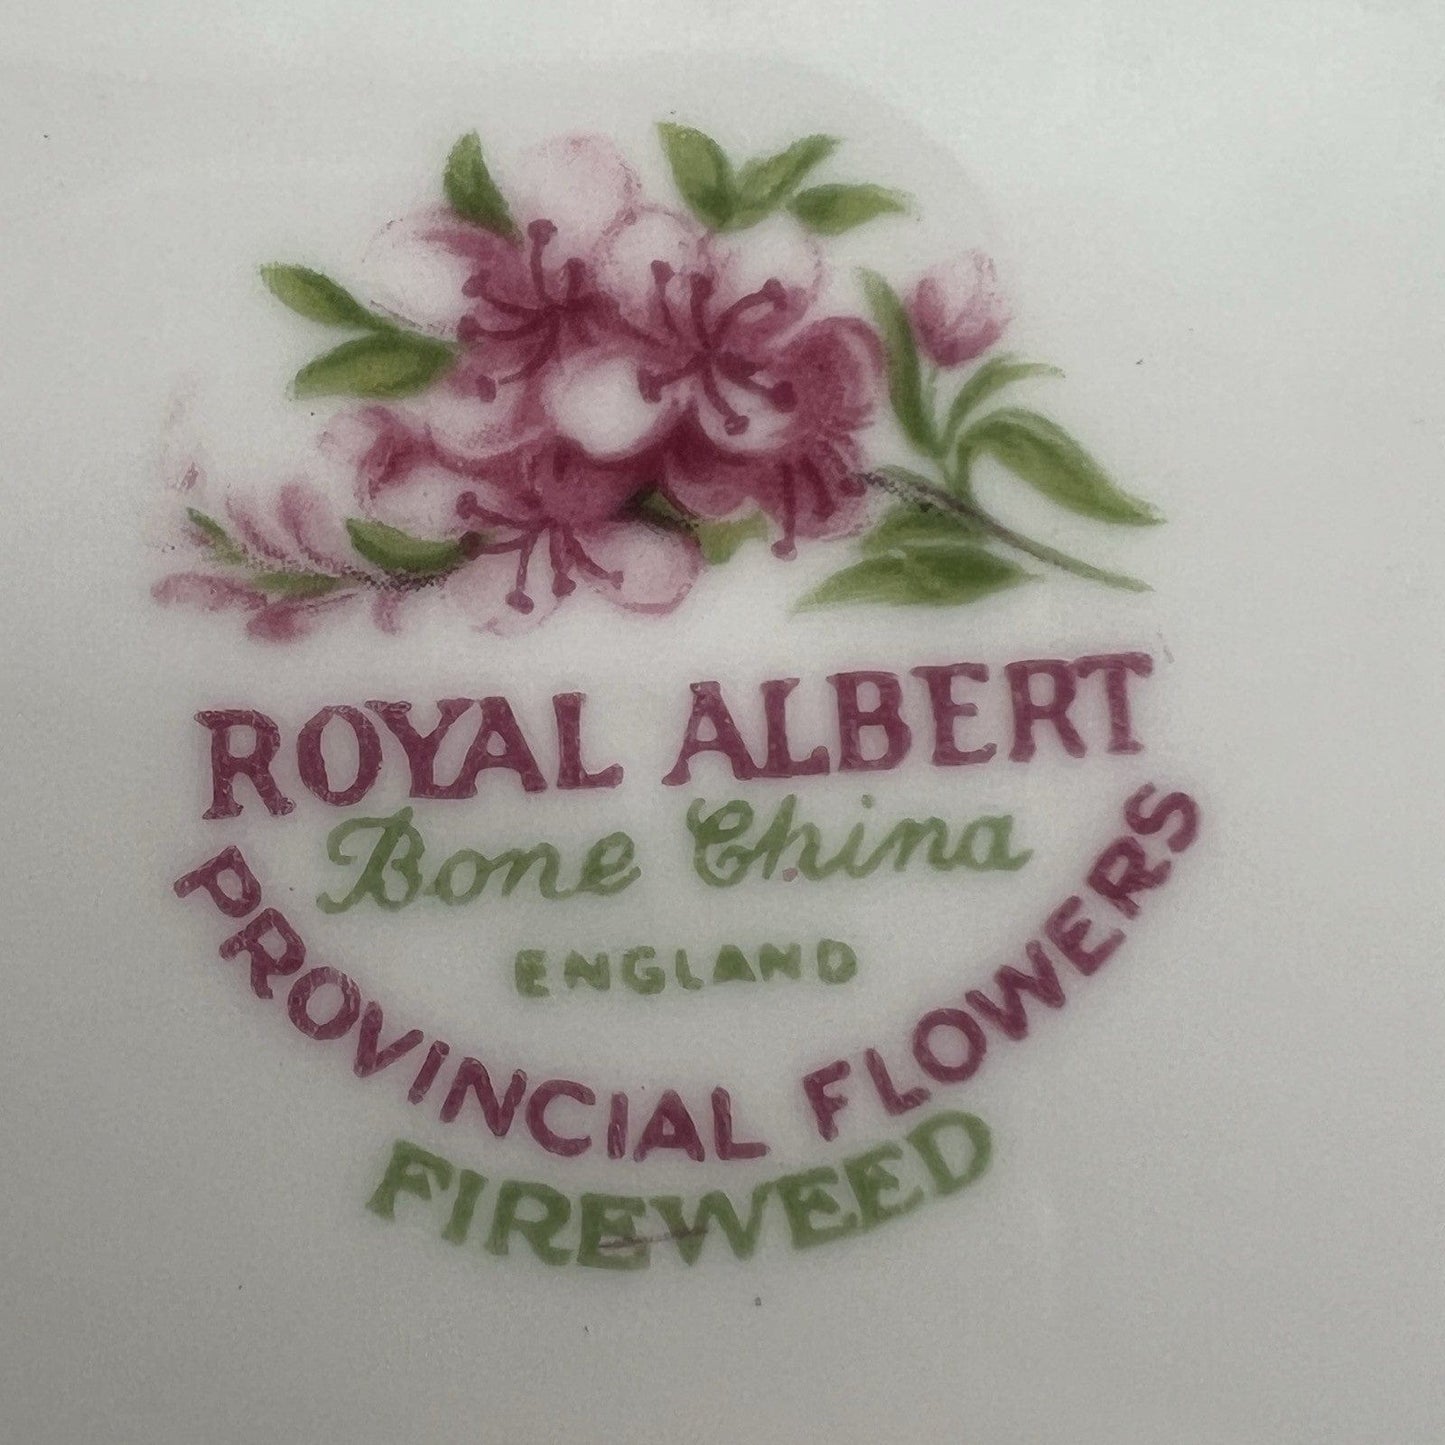 ROYAL ALBERT
Bone China
ENGLAND
PROVINCIAL FLOWERS
FIREWEED